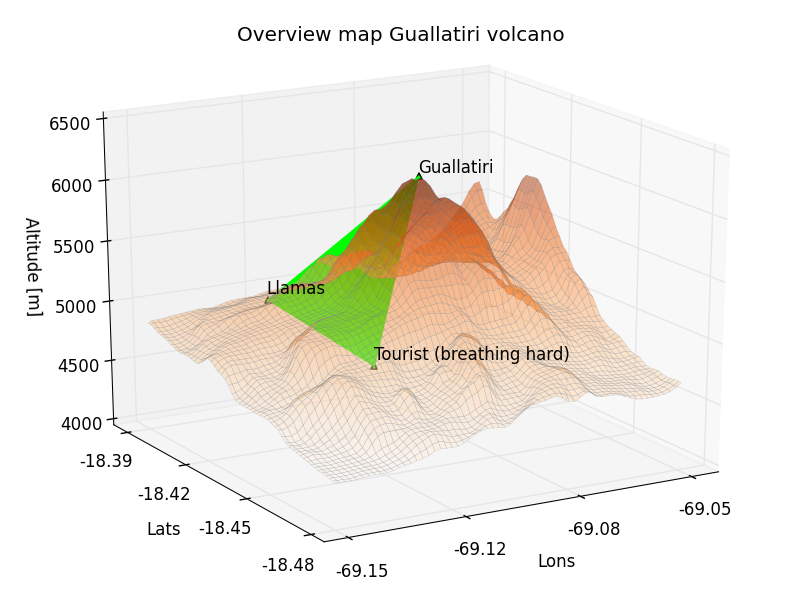 Overview map Guallatiri volcano
6500
6000
5500
5000
4500
4000
Altitude [m]
Guallatiri
Llamas
Tourist (breathing hard)
-18.39
-18.42
-18.45
-18.48
Lats
-69.15
-69.12
-69.08
-69.05
Lons